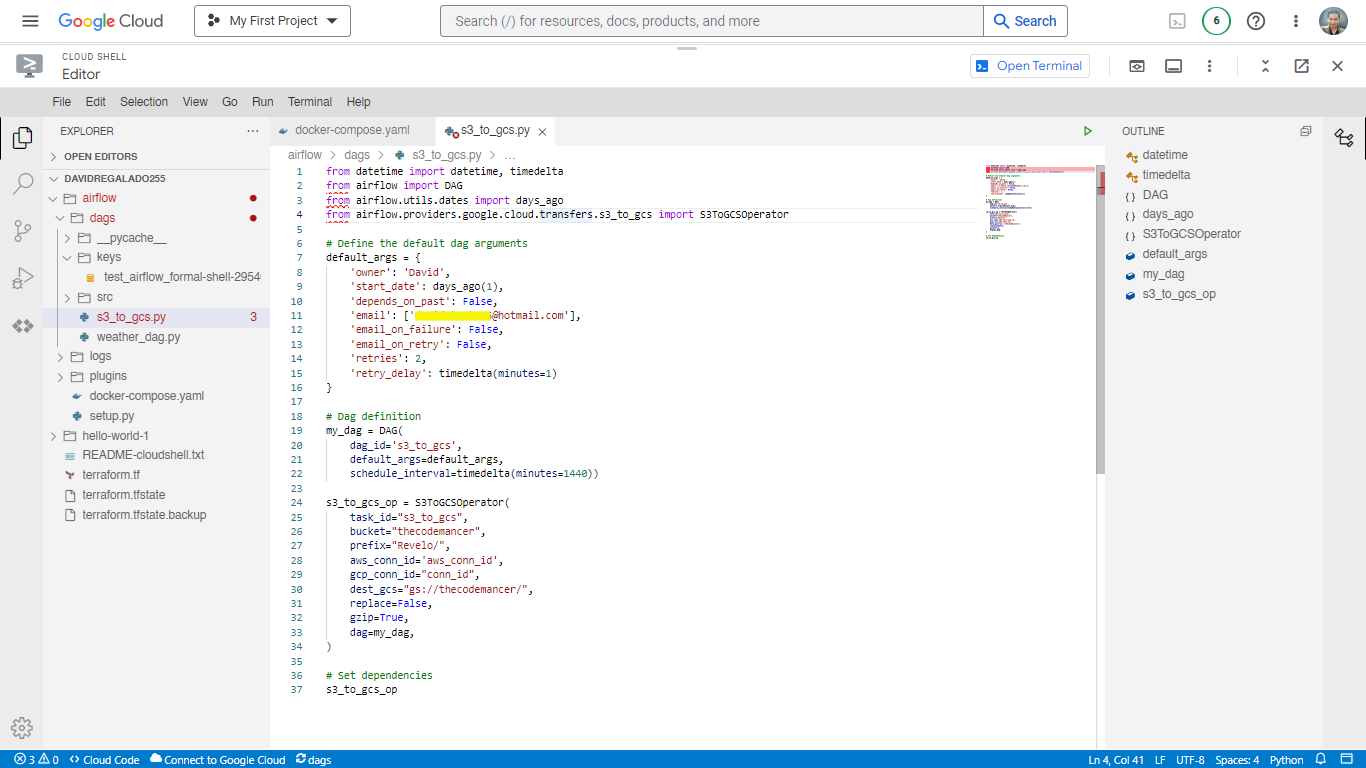 Google Cloud
My First Project
Search (/) for resources, docs, products, and more
Search
6
CLOUD SHELL
Editor
Open Terminal
File Edit Selection View Go Run Terminal Help
EXPLORER
OPEN EDITORS
DAVIDREGALADO255
airflow
dags
__pycache__
keys
test_airflow_formal-shell-2954
src
s3_to_gcs.py 3
weather_dag.py
logs
plugins
docker-compose.yaml
setup.py
hello-world-1
README-cloudshell.txt
terraform.tf
terraform.tfstate
terraform.tfstate.backup
docker-compose.yaml
s3_to_gcs.py
airflow > dags > s3_to_gcs.py > ...
1 from datetime import datetime, timedelta
2 from airflow import DAG
3 from airflow.utils.dates import days_ago
4 from airflow.providers.google.cloud.transfers.s3_to_gcs import S3ToGCSOperator
5
6 # Define the default dag arguments
7 default_args = {
8 'owner': 'David',
9 'start_date': days_ago(1),
10 'depends_on_past': False,
11 'email': ['@hotmail.com'],
12 'email_on_failure': False,
13 'email_on_retry': False,
14 'retries': 2,
15 'retry_delay': timedelta(minutes=1)
16 }
17
18 # Dag definition
19 my_dag = DAG(
20 dag_id='s3_to_gcs',
21 default_args=default_args,
22 schedule_interval=timedelta(minutes=1440))
23
24 s3_to_gcs_op = S3ToGCSOperator(
25 task_id="s3_to_gcs",
26 bucket="thecodemancer",
27 prefix="Revelo/",
28 aws_conn_id='aws_conn_id',
29 gcp_conn_id="conn_id",
30 dest_gcs="gs://thecodemancer/",
31 replace=False,
32 gzip=True,
33 dag=my_dag,
34 )
35
36 # Set dependencies
37 s3_to_gcs_op
OUTLINE
datetime
timedelta
DAG
days_ago
S3ToGCSOperator
default_args
my_dag
s3_to_gcs_op
3 0 Cloud Code Connect to Google Cloud dags
Ln 4, Col 41 LF UTF-8 Spaces: 4 Python